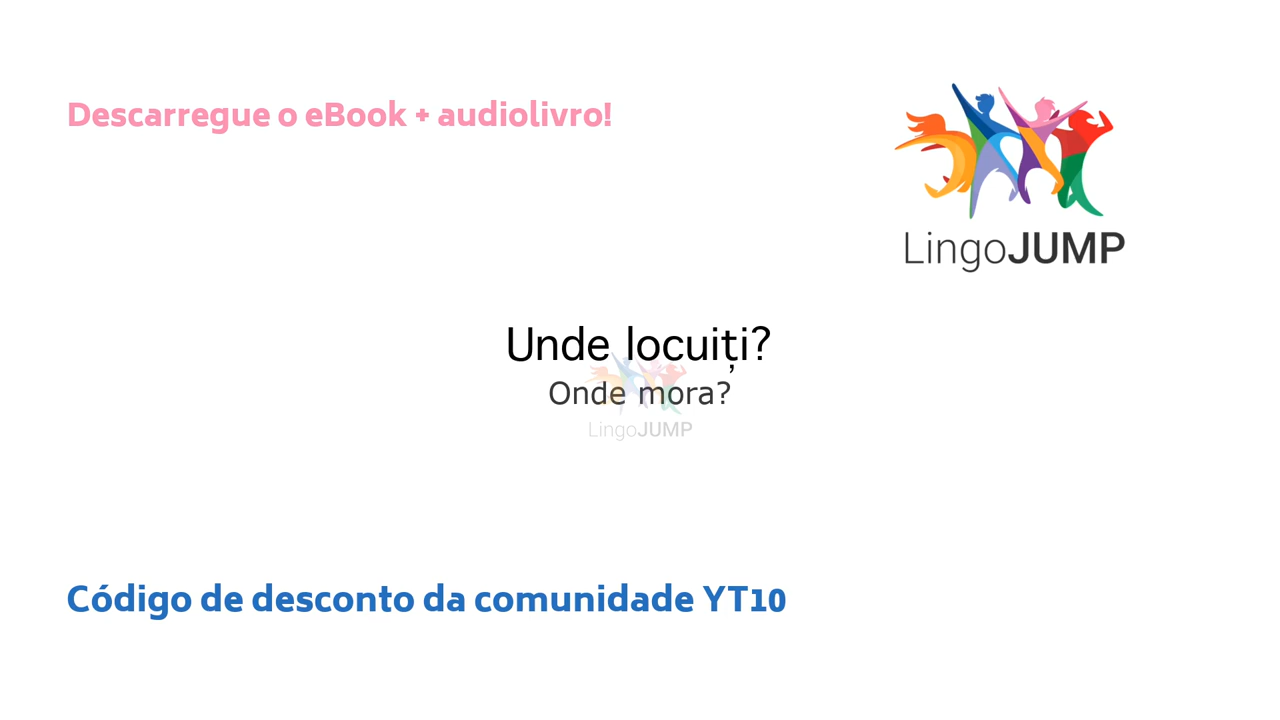 Descarregue o eBook + audiolivro!
LingoJUMP
Unde locuiți?
Onde mora?
LingoJUMP
Código de desconto da comunidade YT10